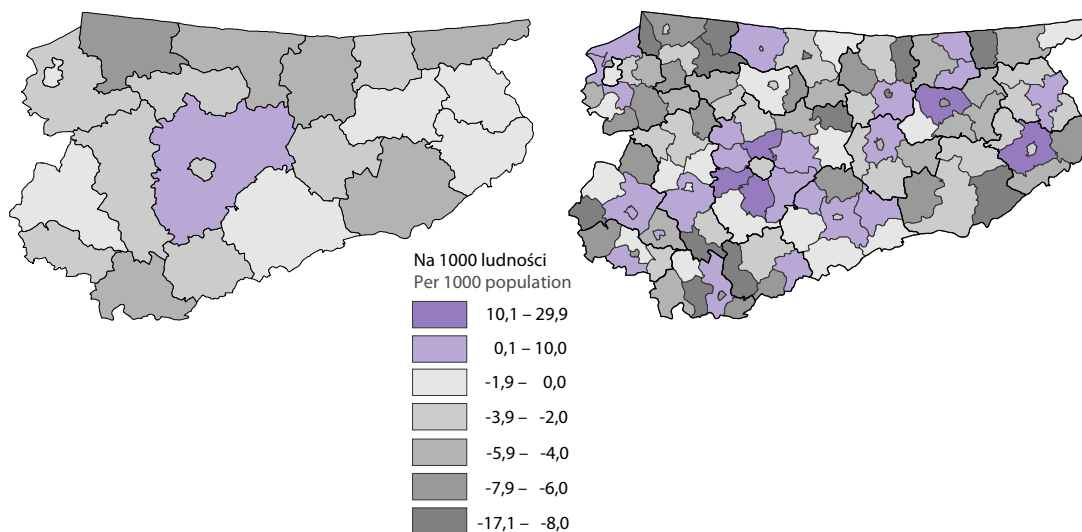 Na 1000 ludności
Per 1000 population
10,1 – 29,9
0,1 – 10,0
-1,9 – 0,0
-3,9 – -2,0
-5,9 – -4,0
-7,9 – -6,0
-17,1 – -8,0